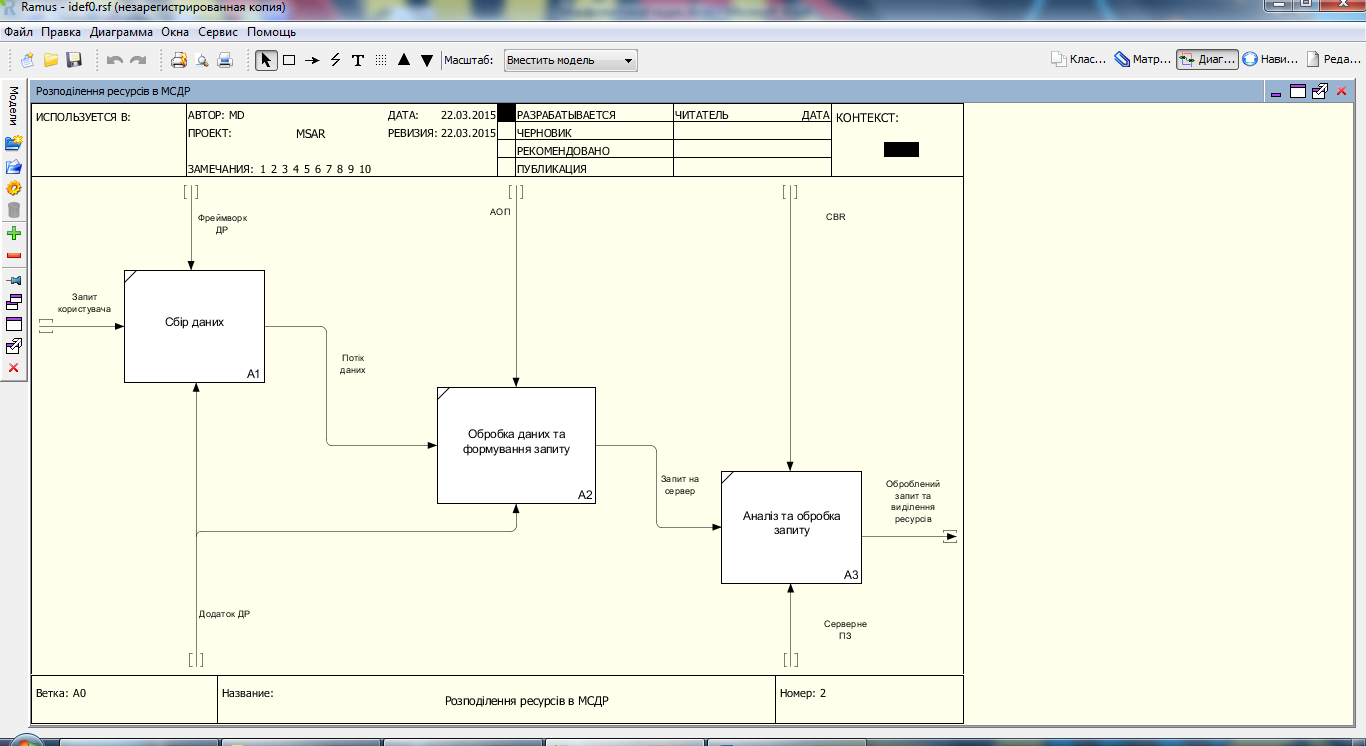 Ramus - idef0.rsf (незарегистрированная копия)
Файл Правка Диаграмма Окна Сервис Помощь
Масштаб: Вместить модель Клас... Матр... Диаг... Нави... Реда...
Модели
Розподілення ресурсів в МСДР
ИСПОЛЬЗУЕТСЯ В:
АВТОР: MD ДАТА: 22.03.2015
ПРОЕКТ: MSAR РЕВИЗИЯ: 22.03.2015
ЗАМЕЧАНИЯ: 1 2 3 4 5 6 7 8 9 10
РАЗРАБАТЫВАЕТСЯ
ЧЕРНОВИК
РЕКОМЕНДОВАНО
ПУБЛИКАЦИЯ
ЧИТАТЕЛЬ ДАТА
КОНТЕКСТ:
Фреймворк
ДР
АОП
CBR
Запит
користувача
Сбір даних
A1
Потік
даних
Обробка даних та
формування запиту
A2
Запит на
сервер
Аналіз та обробка
запиту
A3
Оброблений
запит та
виділення
ресурсів
Додаток ДР
Серверне
ПЗ
Ветка: A0
Название:
Розподілення ресурсів в МСДР
Номер: 2